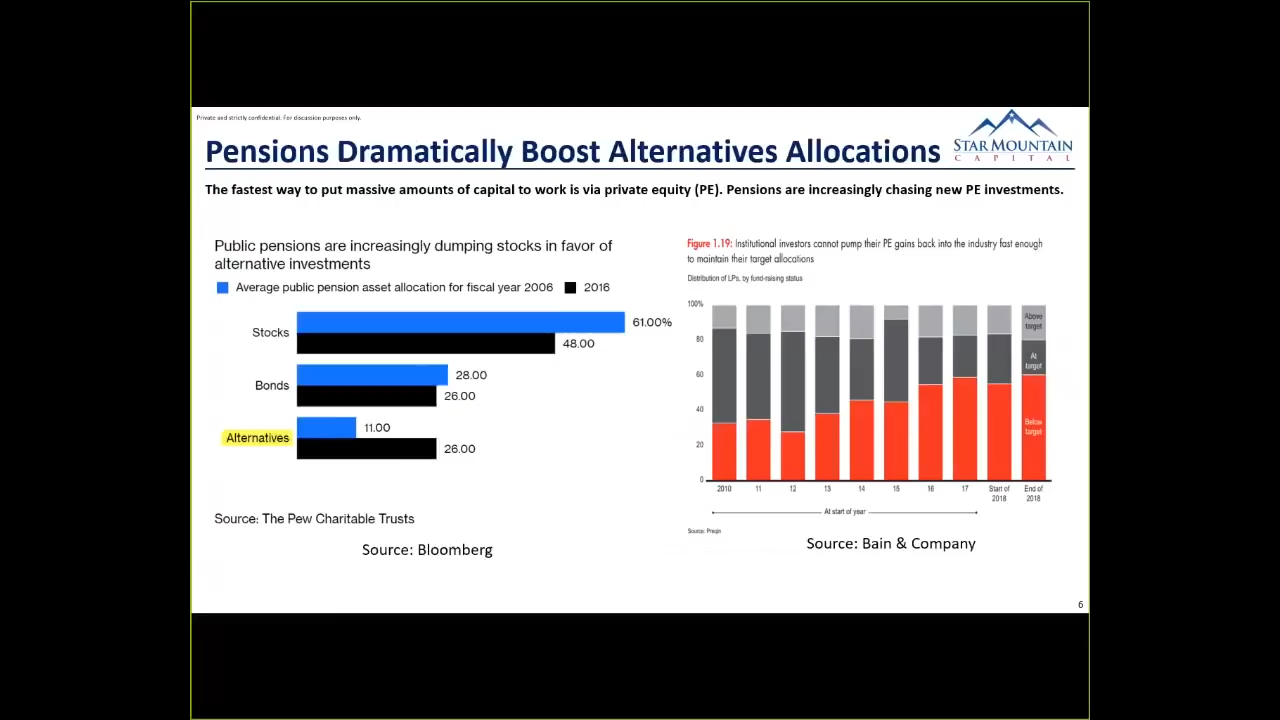 Private and strictly confidential. For discussion purposes only.
Pensions Dramatically Boost Alternatives Allocations
STAR MOUNTAIN
CAPITAL
The fastest way to put massive amounts of capital to work is via private equity (PE). Pensions are increasingly chasing new PE investments.
Public pensions are increasingly dumping stocks in favor of
alternative investments
Average public pension asset allocation for fiscal year 2006 2016
Stocks 61.00%
48.00
Bonds 28.00
26.00
Alternatives 11.00
26.00
Source: The Pew Charitable Trusts
Source: Bloomberg
Figure 1.19: Institutional investors cannot pump their PE gains back into the industry fast enough
to maintain their target allocations
Distribution of LPs, by fund-raising status
100%
80
60
40
20
0
Above
target
At
target
Below
target
2010 11 12 13 14 15 16 17 Start of End of
2018 2018
At start of year
Source: Preqin
Source: Bain & Company
6